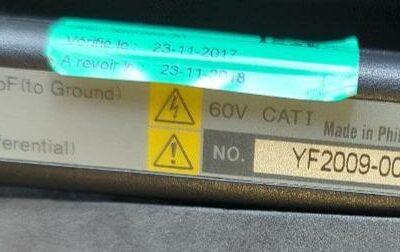 Vérifié le: 23-11-2017
A revoir le: 23-11-2018
pF(to Ground)
60V CAT I
Made in Phil
ferential)
NO. YF2009-00